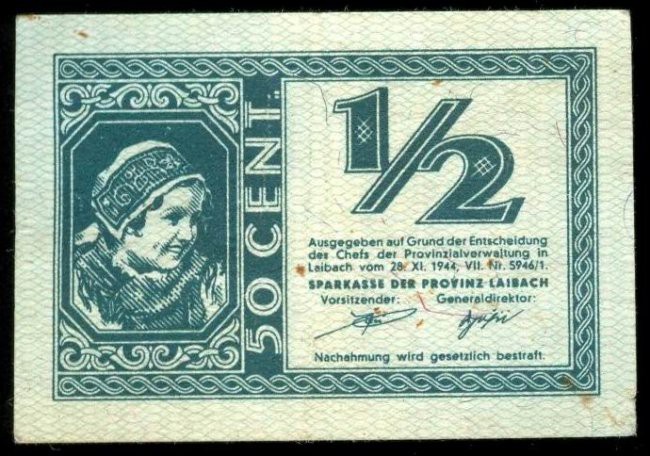 50 CENT.
1/2
Ausgegeben auf Grund der Entscheidung
des Chefs der Provinzialverwaltung in
Laibach vom 28. XI. 1944, VII. Nr. 5946/1.
SPARKASSE DER PROVINZ LAIBACH
Vorsitzender: Generaldirektor:
Nachahmung wird gesetzlich bestraft.